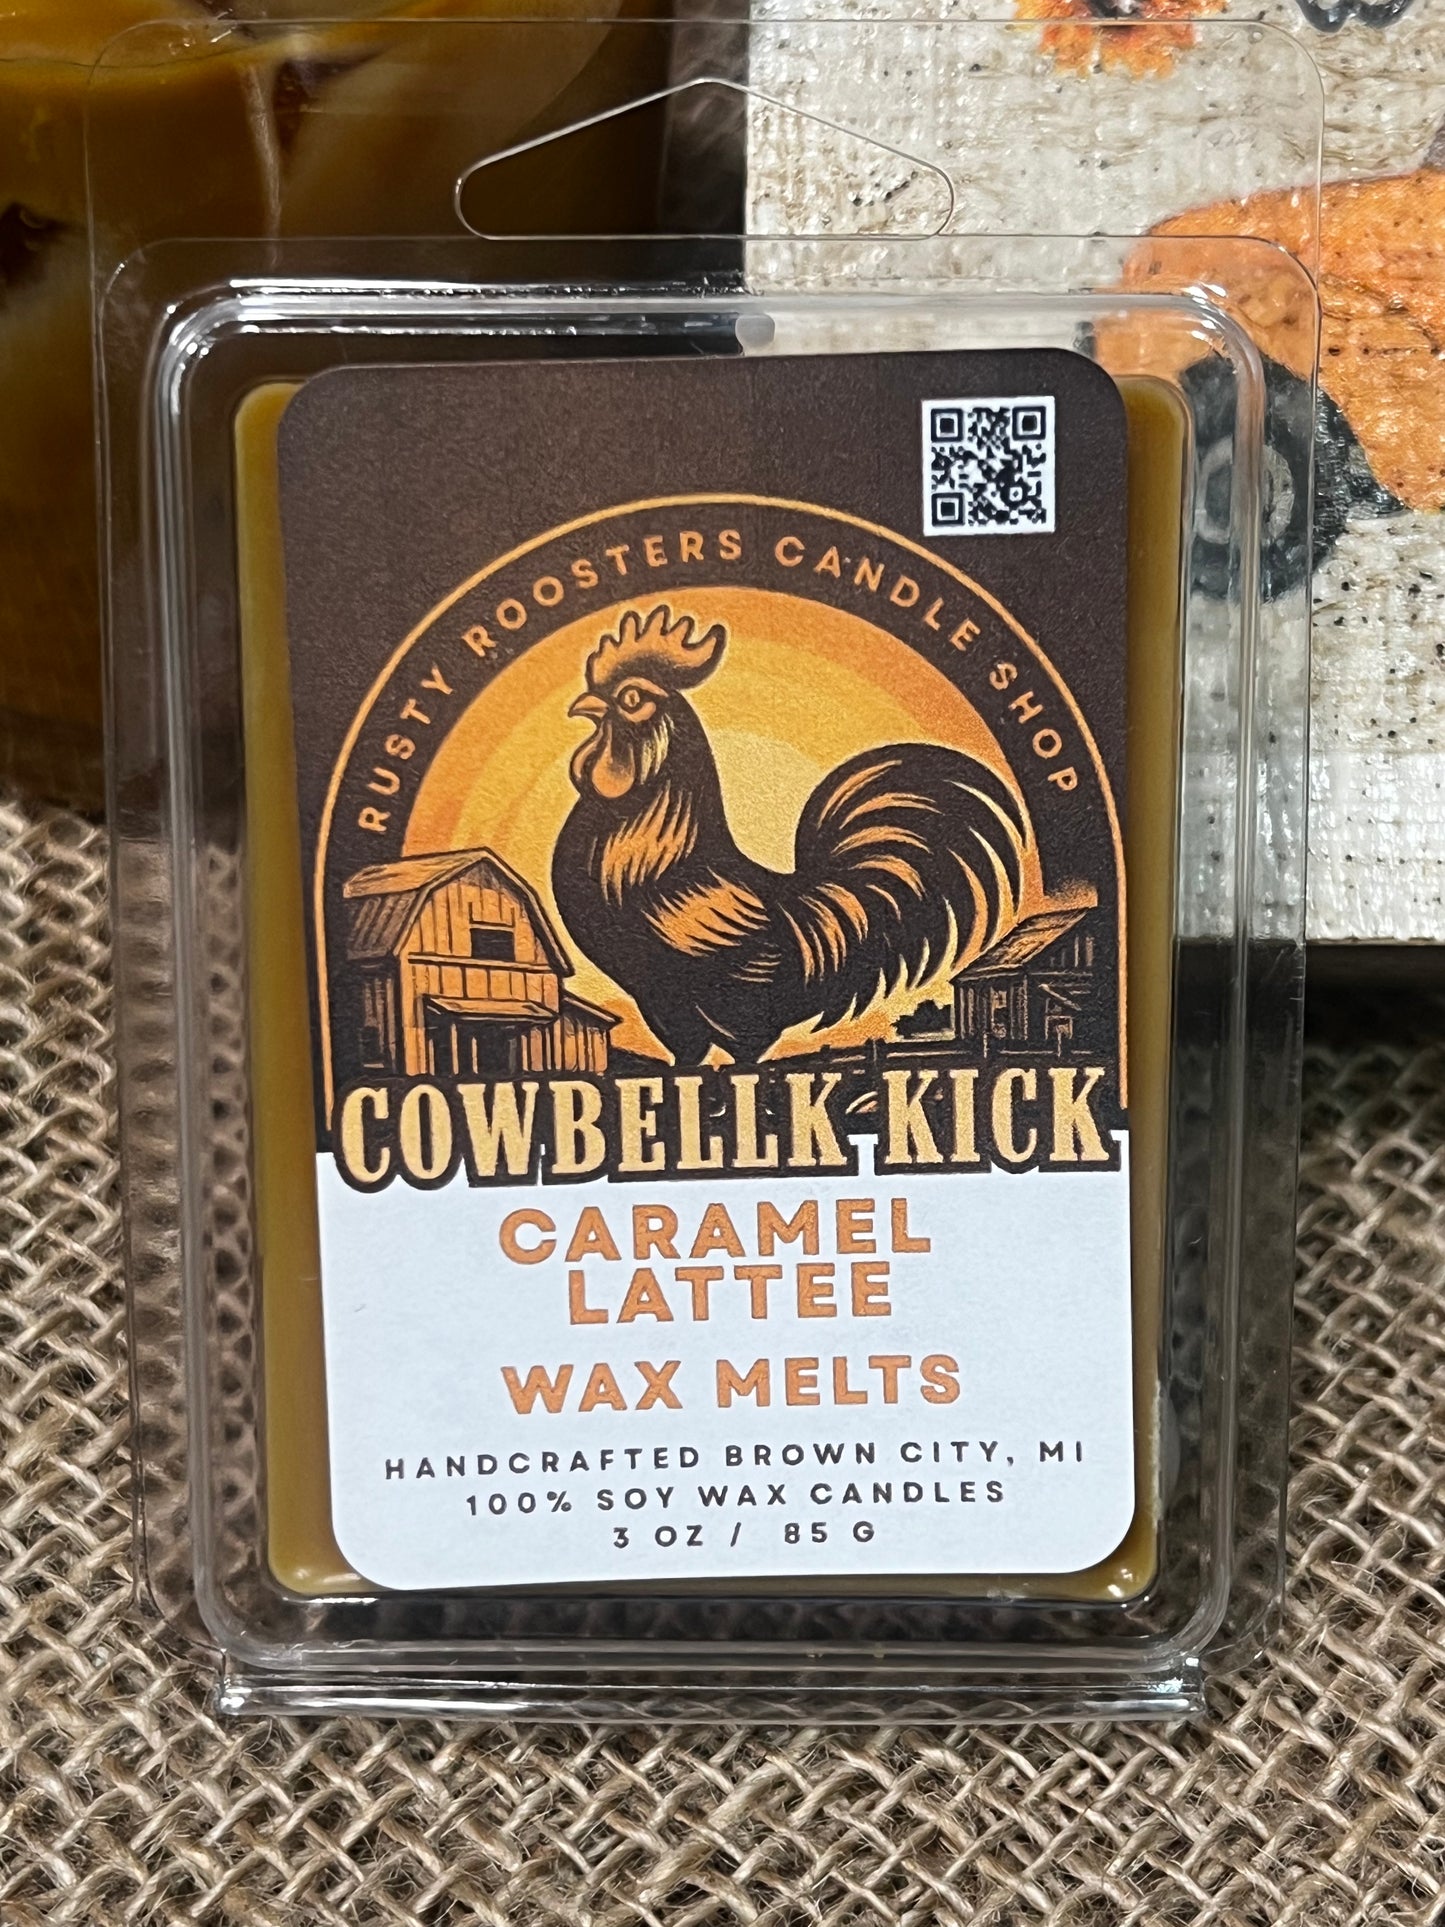 RUSTY ROOSTERS CANDLE SHOP
COWBELLK KICK
CARAMEL
LATTEE
WAX MELTS
HANDCRAFTED BROWN CITY, MI
100% SOY WAX CANDLES
3 OZ / 85 G